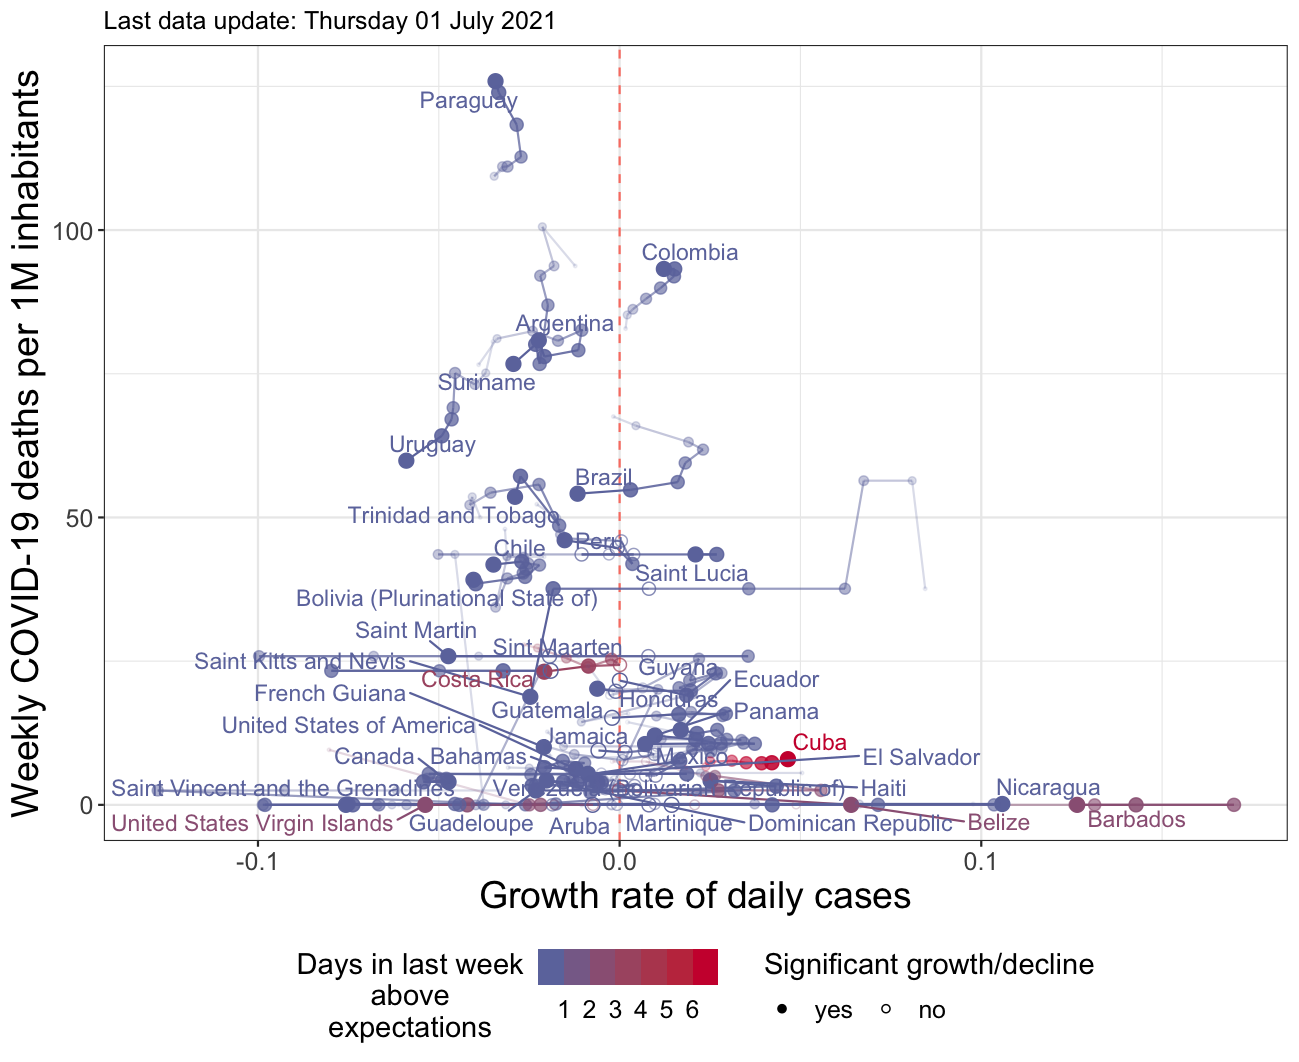 Last data update: Thursday 01 July 2021
Weekly COVID-19 deaths per 1M inhabitants
Paraguay
100
Colombia
Argentina
Suriname
Uruguay
Brazil
50
Trinidad and Tobago
Peru
Chile
Saint Lucia
Bolivia (Plurinational State of)
Saint Martin
Sint Maarten
Saint Kitts and Nevis
Guyana
Costa Rica
Ecuador
French Guiana
Honduras
Guatemala
Panama
United States of America
Jamaica
Cuba
Canada
Bahamas
Mexico
El Salvador
Saint Vincent and the Grenadines
Venezuela (Bolivarian Republic of)
Haiti
Nicaragua
0
United States Virgin Islands
Guadeloupe
Aruba
Martinique
Dominican Republic
Belize
Barbados
-0.1
0.0
0.1
Growth rate of daily cases
Days in last week
above
expectations
1 2 3 4 5 6
Significant growth/decline
yes
no